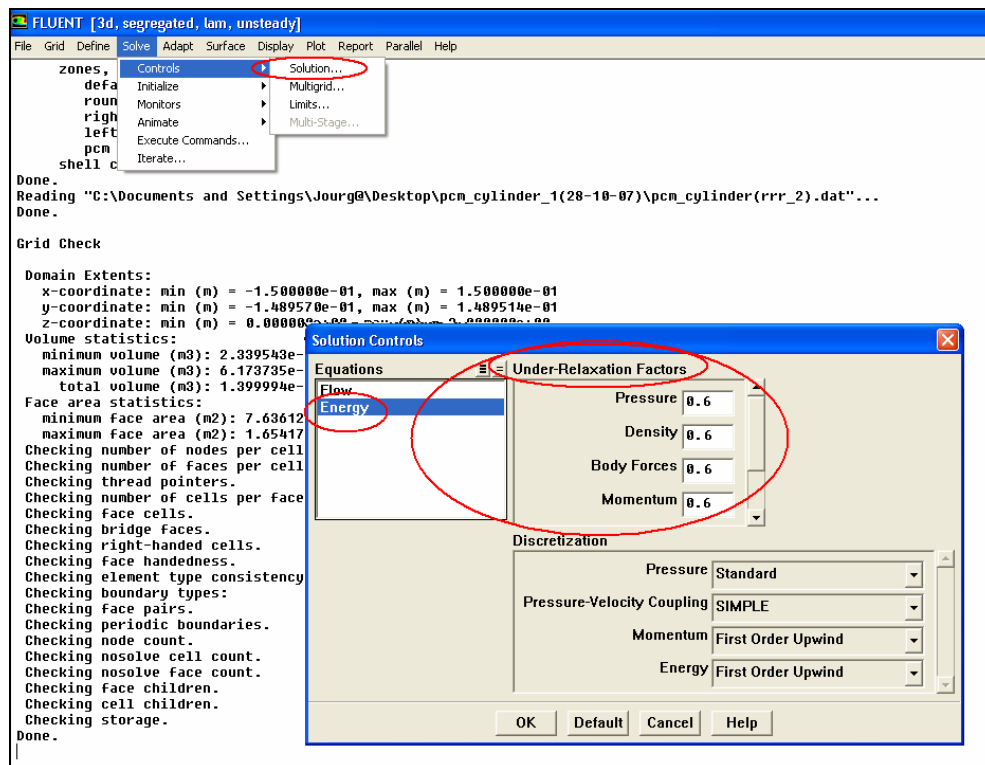 FLUENT [3d, segregated, lam, unsteady]
File Grid Define Solve Adapt Surface Display Plot Report Parallel Help
zones,
defa
roun
righ
left
pcm
shell c
Controls
Initialize
Monitors
Animate
Execute Commands...
Iterate...
Solution...
Multigrid...
Limits...
Multi-Stage...
Done.
Reading "C:\Documents and Settings\Jourg@\Desktop\pcm_cylinder_1(28-10-07)\pcm_cylinder(rrr_2).dat"...
Done.
Grid Check
Domain Extents:
x-coordinate: min (m) = -1.500000e-01, max (m) = 1.500000e-01
y-coordinate: min (m) = -1.489570e-01, max (m) = 1.489514e-01
z-coordinate: min (m) = 0.000000
Volume statistics:
minimum volume (m3): 2.339543e-
maximum volume (m3): 6.173735e-
total volume (m3): 1.399994e-
Face area statistics:
minimum face area (m2): 7.63612
maximum face area (m2): 1.65417
Checking number of nodes per cell
Checking number of faces per cell
Checking thread pointers.
Checking number of cells per face
Checking face cells.
Checking bridge faces.
Checking right-handed cells.
Checking face handedness.
Checking element type consistency
Checking boundary types:
Checking face pairs.
Checking periodic boundaries.
Checking node count.
Checking nosolve cell count.
Checking nosolve face count.
Checking face children.
Checking cell children.
Checking storage.
Done.
Solution Controls
Equations
Flow
Energy
Under-Relaxation Factors
Pressure 0.6
Density 0.6
Body Forces 0.6
Momentum 0.6
Discretization
Pressure Standard
Pressure-Velocity Coupling SIMPLE
Momentum First Order Upwind
Energy First Order Upwind
OK Default Cancel Help